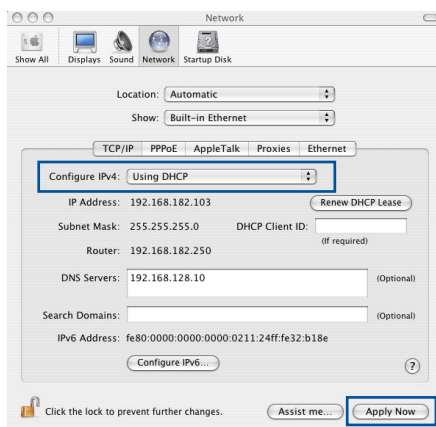 Network
Show All Displays Sound Network Startup Disk
Location: Automatic
Show: Built-in Ethernet
TCP/IP PPPoE AppleTalk Proxies Ethernet
Configure IPv4: Using DHCP
IP Address: 192.168.182.103 Renew DHCP Lease
Subnet Mask: 255.255.255.0 DHCP Client ID:
(If required)
Router: 192.168.182.250
DNS Servers: 192.168.128.10 (Optional)
Search Domains: (Optional)
IPv6 Address: fe80:0000:0000:0000:0211:24ff:fe32:b18e
Configure IPv6... ?
Click the lock to prevent further changes. Assist me... Apply Now